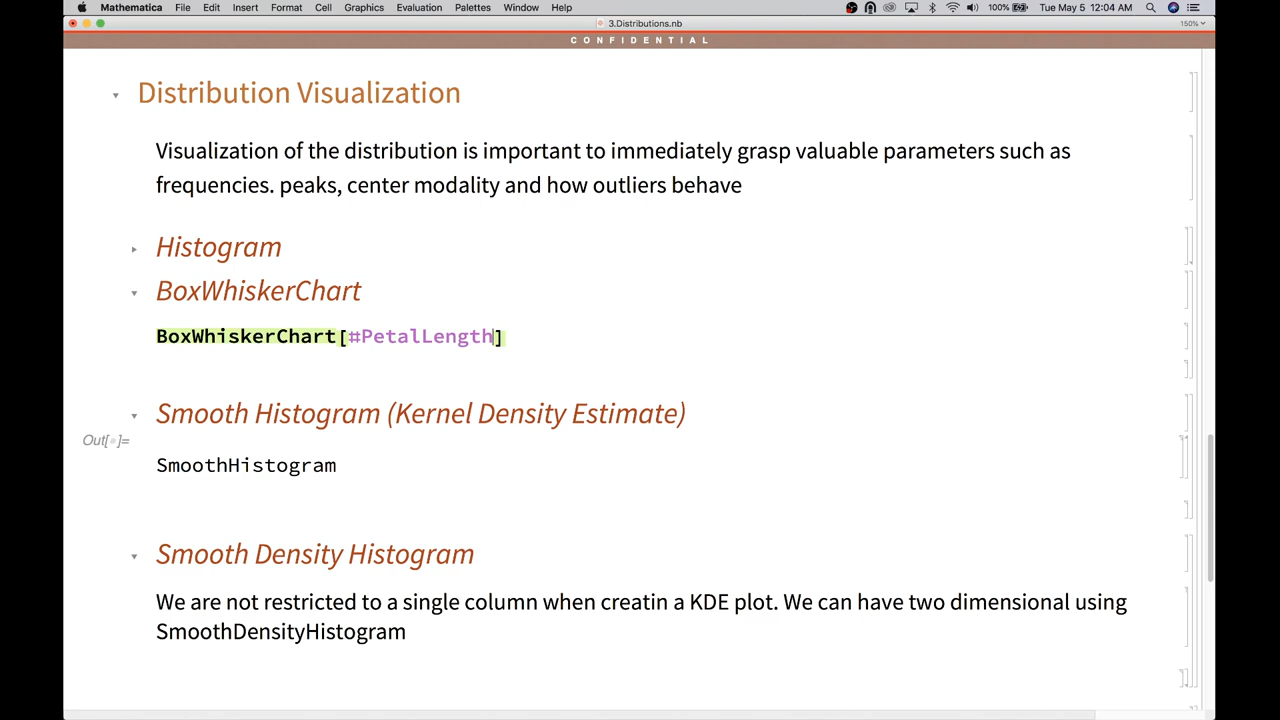 Mathematica File Edit Insert Format Cell Graphics Evaluation Palettes Window Help 100% Tue May 5 12:04 AM
3.Distributions.nb 150%
CONFIDENTIAL
Distribution Visualization
Visualization of the distribution is important to immediately grasp valuable parameters such as
frequencies. peaks, center modality and how outliers behave
Histogram
BoxWhiskerChart
BoxWhiskerChart[#PetalLength]
Smooth Histogram (Kernel Density Estimate)
Out[◦]=
SmoothHistogram
Smooth Density Histogram
We are not restricted to a single column when creatin a KDE plot. We can have two dimensional using
SmoothDensityHistogram